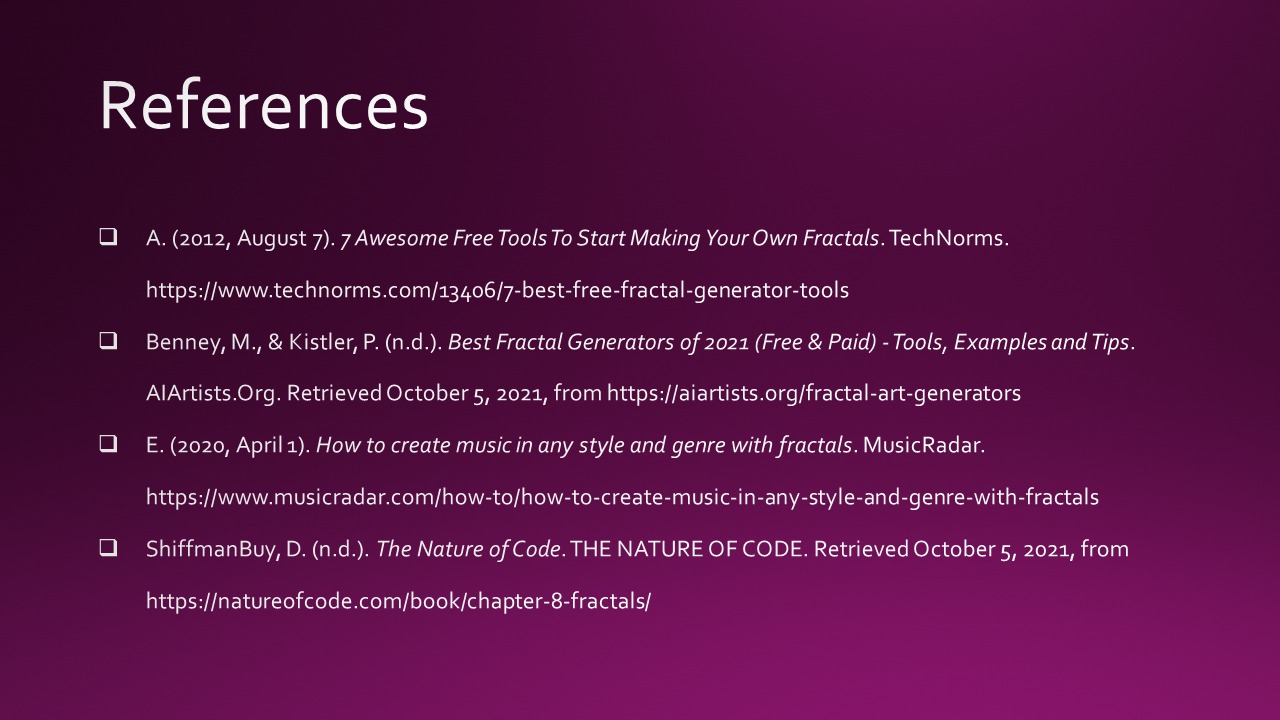 References
A. (2012, August 7). 7 Awesome Free Tools To Start Making Your Own Fractals. TechNorms.
https://www.technorms.com/13406/7-best-free-fractal-generator-tools
Benney, M., & Kistler, P. (n.d.). Best Fractal Generators of 2021 (Free & Paid) - Tools, Examples and Tips.
AIArtists.Org. Retrieved October 5, 2021, from https://aiartists.org/fractal-art-generators
E. (2020, April 1). How to create music in any style and genre with fractals. MusicRadar.
https://www.musicradar.com/how-to/how-to-create-music-in-any-style-and-genre-with-fractals
ShiffmanBuy, D. (n.d.). The Nature of Code. THE NATURE OF CODE. Retrieved October 5, 2021, from
https://natureofcode.com/book/chapter-8-fractals/